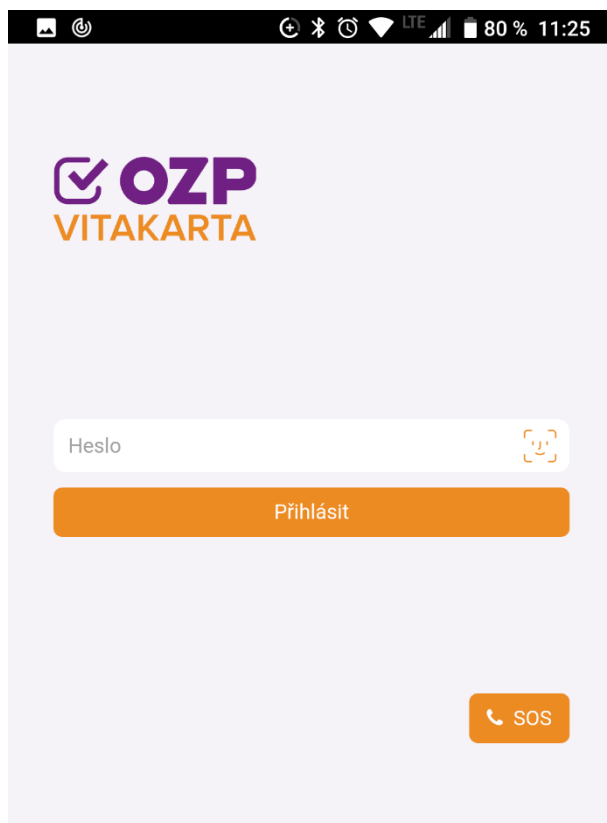 LTE 80 % 11:25
OZP
VITAKARTA
Heslo
Přihlásit
SOS